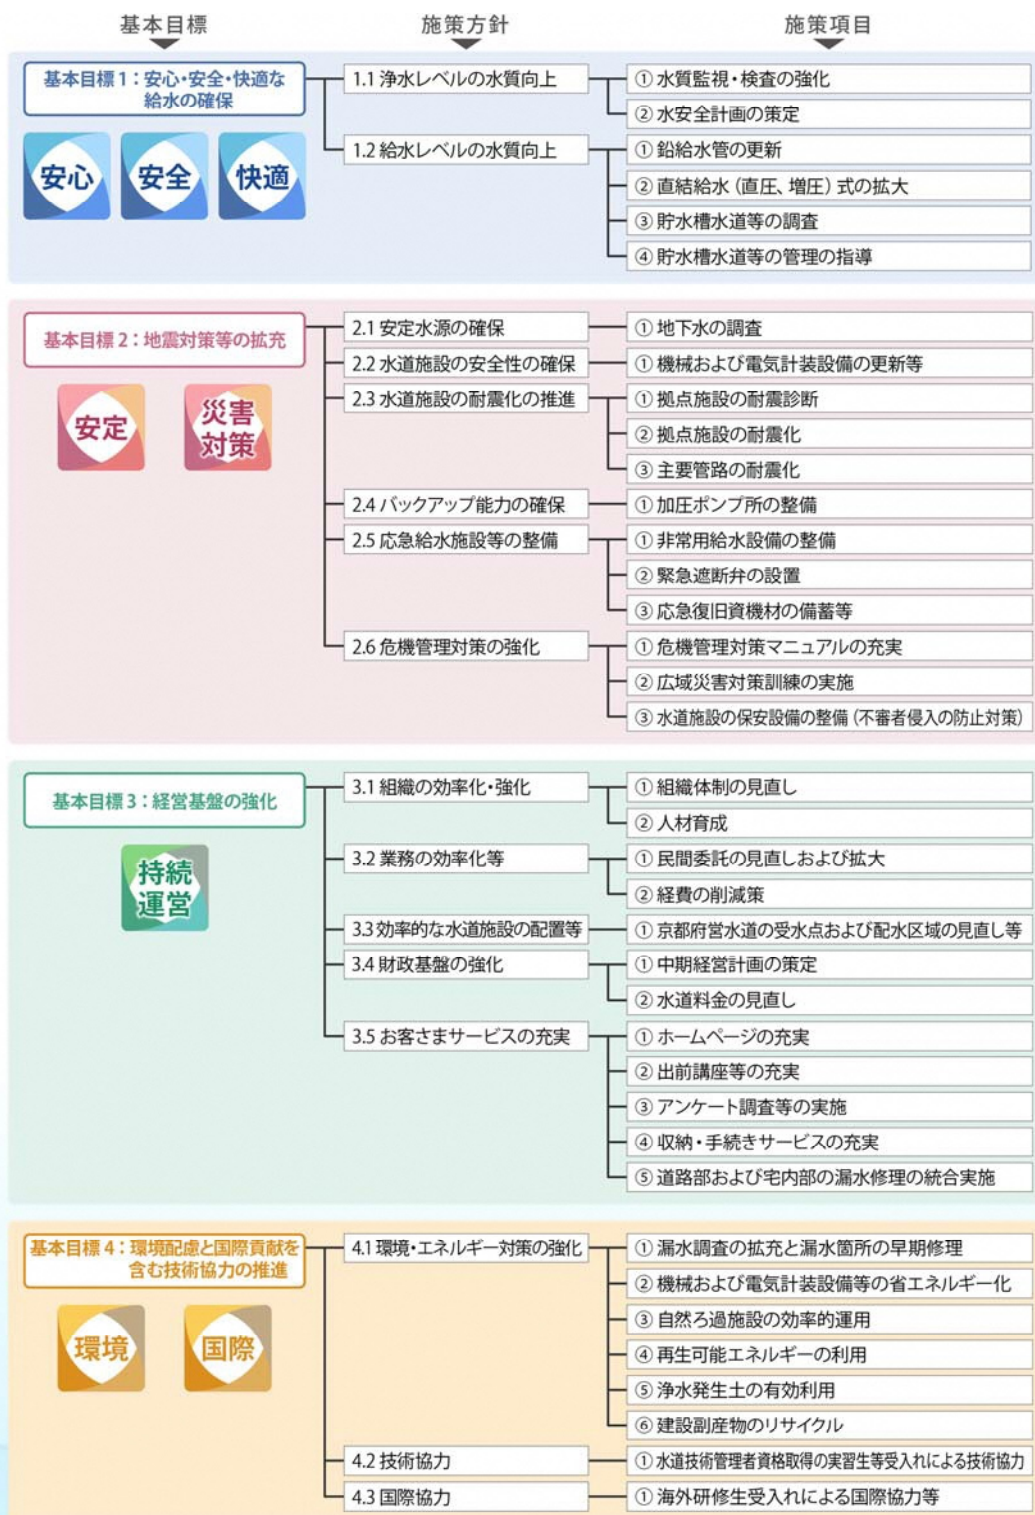 基本目標
施策方針
施策項目
基本目標1:安心・安全・快適な
給水の確保
安心
安全
快適
1.1 浄水レベルの水質向上
① 水質監視・検査の強化
② 水安全計画の策定
1.2 給水レベルの水質向上
① 鉛給水管の更新
② 直結給水(直圧、増圧)式の拡大
③ 貯水槽水道等の調査
④ 貯水槽水道等の管理の指導
基本目標2:地震対策等の拡充
安定
災害
対策
2.1 安定水源の確保
① 地下水の調査
2.2 水道施設の安全性の確保
① 機械および電気計装設備の更新等
2.3 水道施設の耐震化の推進
① 拠点施設の耐震診断
② 拠点施設の耐震化
③ 主要管路の耐震化
2.4 バックアップ能力の確保
① 加圧ポンプ所の整備
2.5 応急給水施設等の整備
① 非常用給水設備の整備
② 緊急遮断弁の設置
③ 応急復旧資機材の備蓄等
2.6 危機管理対策の強化
① 危機管理対策マニュアルの充実
② 広域災害対策訓練の実施
③ 水道施設の保安設備の整備(不審者侵入の防止対策)
基本目標3:経営基盤の強化
持続
運営
3.1 組織の効率化・強化
① 組織体制の見直し
② 人材育成
3.2 業務の効率化等
① 民間委託の見直しおよび拡大
② 経費の削減策
3.3 効率的な水道施設の配置等
① 京都府営水道の受水点および配水区域の見直し等
3.4 財政基盤の強化
① 中期経営計画の策定
② 水道料金の見直し
3.5 お客さまサービスの充実
① ホームページの充実
② 出前講座等の充実
③ アンケート調査等の実施
④ 収納・手続きサービスの充実
⑤ 道路部および宅内部の漏水修理の統合実施
基本目標4:環境配慮と国際貢献を
含む技術協力の推進
環境
国際
4.1 環境・エネルギー対策の強化
① 漏水調査の拡充と漏水箇所の早期修理
② 機械および電気計装設備等の省エネルギー化
③ 自然ろ過施設の効率的運用
④ 再生可能エネルギーの利用
⑤ 浄水発生土の有効利用
⑥ 建設副産物のリサイクル
4.2 技術協力
① 水道技術管理者資格取得の実習生等受入れによる技術協力
4.3 国際協力
① 海外研修生受入れによる国際協力等